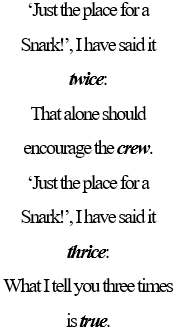 ‘Just the place for a
Snark!’, I have said it
twice:
That alone should
encourage the crew.
‘Just the place for a
Snark!’, I have said it
thrice:
What I tell you three times
is true.